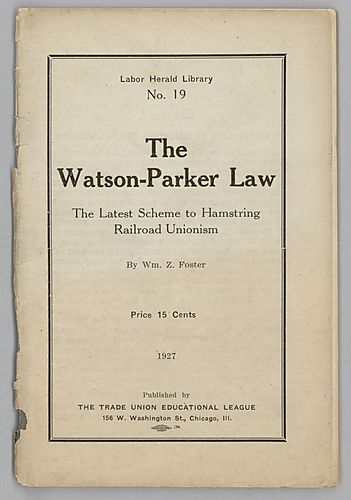 Labor Herald Library
No. 19
The
Watson-Parker Law
The Latest Scheme to Hamstring
Railroad Unionism
By Wm. Z. Foster
Price 15 Cents
1927
Published by
THE TRADE UNION EDUCATIONAL LEAGUE
156 W. Washington St., Chicago, Ill.